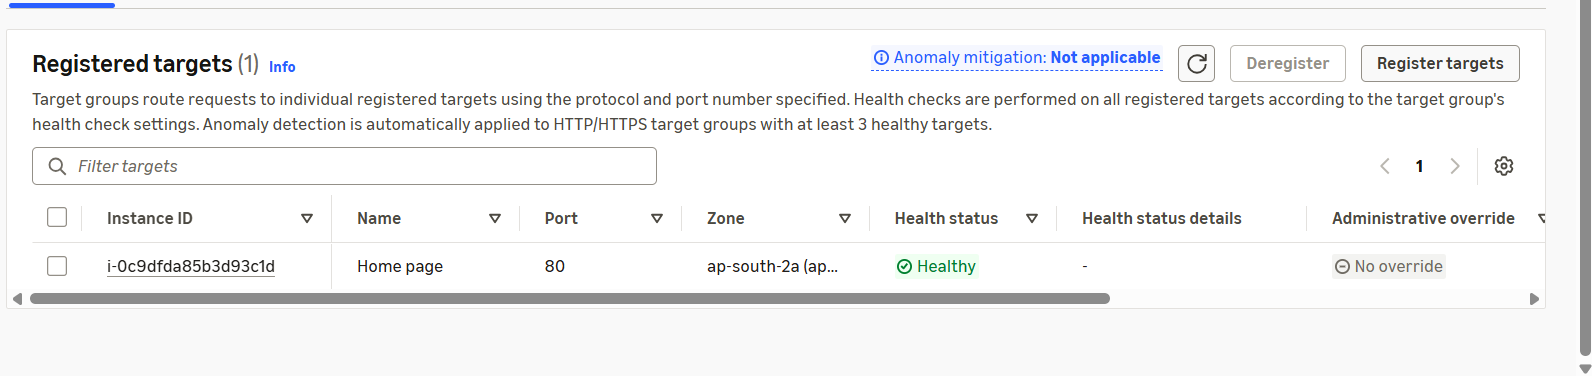 Registered targets (1) Info
Anomaly mitigation: Not applicable
Deregister
Register targets
Target groups route requests to individual registered targets using the protocol and port number specified. Health checks are performed on all registered targets according to the target group's
health check settings. Anomaly detection is automatically applied to HTTP/HTTPS target groups with at least 3 healthy targets.
Filter targets
1
Instance ID Name Port Zone Health status Health status details Administrative override
i-0c9dfda85b3d93c1d Home page 80 ap-south-2a (ap... Healthy - No override